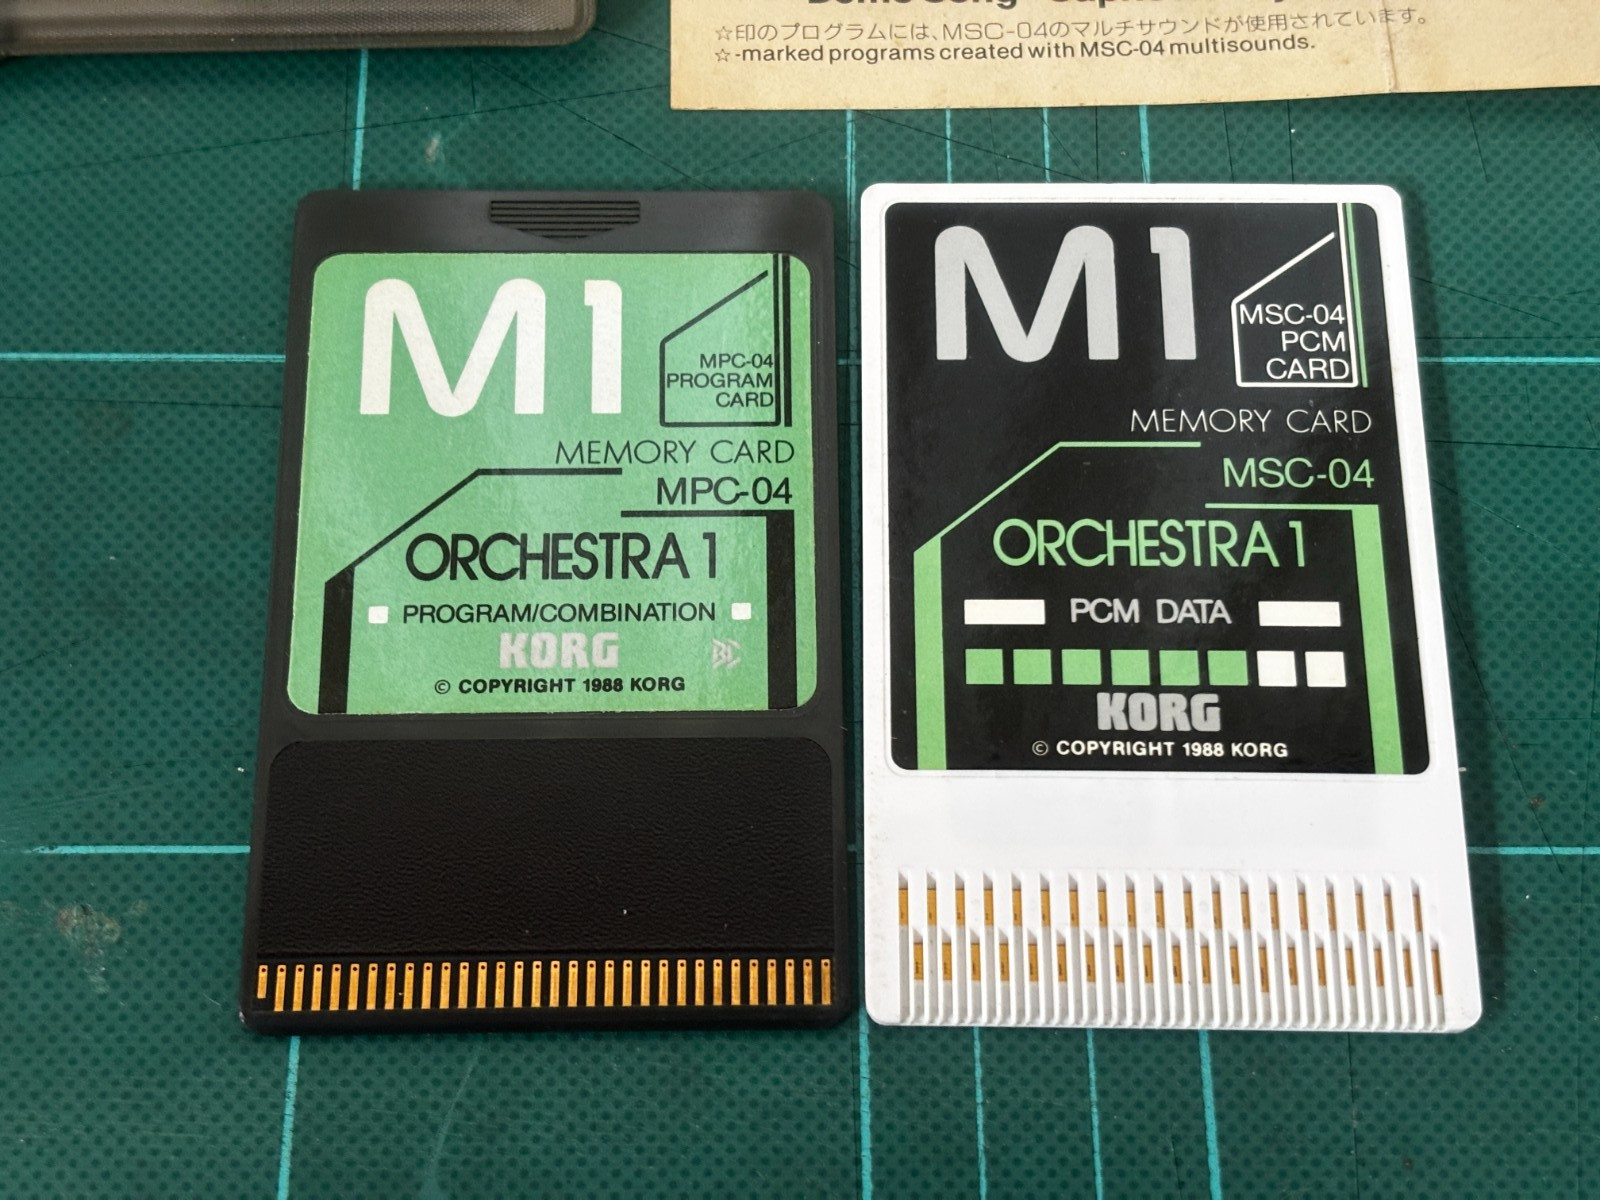 ☆印のプログラムには、MSC-04のマルチサウンドが使用されています。
☆-marked programs created with MSC-04 multisounds.
M1
MPC-04
PROGRAM
CARD
MEMORY CARD
MPC-04
ORCHESTRA 1
PROGRAM/COMBINATION
KORG
© COPYRIGHT 1988 KORG
M1
MSC-04
PCM
CARD
MEMORY CARD
MSC-04
ORCHESTRA 1
PCM DATA
KORG
© COPYRIGHT 1988 KORG